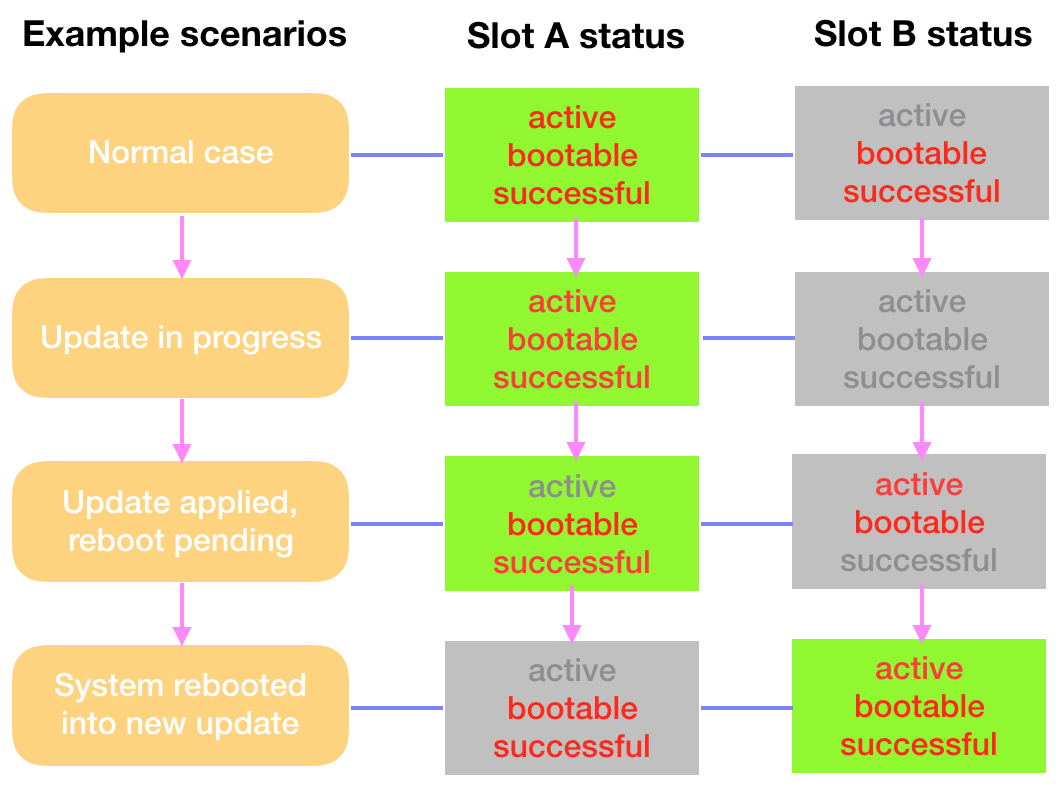 Example scenarios
Slot A status
Slot B status
Normal case
active
bootable
successful
active
bootable
successful
Update in progress
active
bootable
successful
active
bootable
successful
Update applied,
reboot pending
active
bootable
successful
active
bootable
successful
System rebooted
into new update
active
bootable
successful
active
bootable
successful